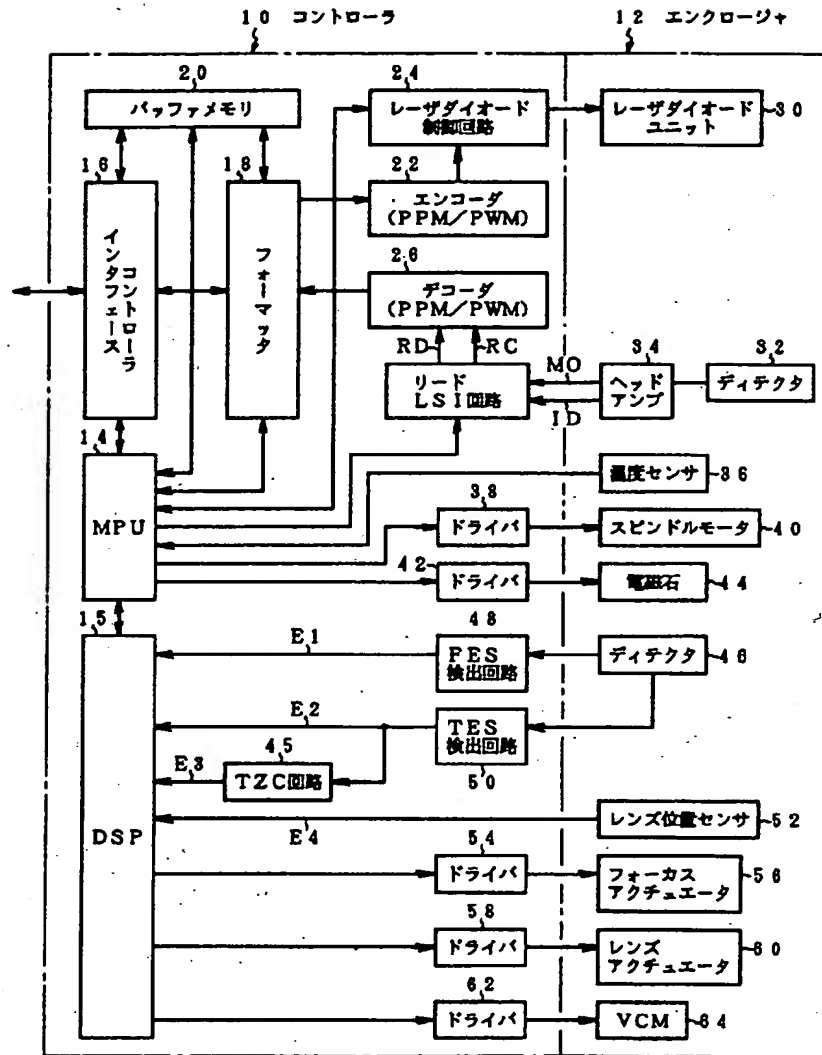 10 コントローラ
12 エンクロージャ
20
バッファメモリ
24
レーザダイオード
制御回路
レーザダイオード
ユニット
30
16
コントローラ
インタフェース
18
フォーマッタ
22
エンコーダ
(PPM/PWM)
26
デコーダ
(PPM/PWM)
RD
RC
リード
LSI回路
MO
ID
34
ヘッド
アンプ
32
ディテクタ
14
MPU
温度センサ
36
38
ドライバ
スピンドルモータ
40
42
ドライバ
電磁石
44
15
DSP
E1
48
FES
検出回路
ディテクタ
46
E2
TES
検出回路
50
E3
45
TZC回路
E4
レンズ位置センサ
52
54
ドライバ
フォーカス
アクチュエータ
56
58
ドライバ
レンズ
アクチュエータ
60
62
ドライバ
VCM
64